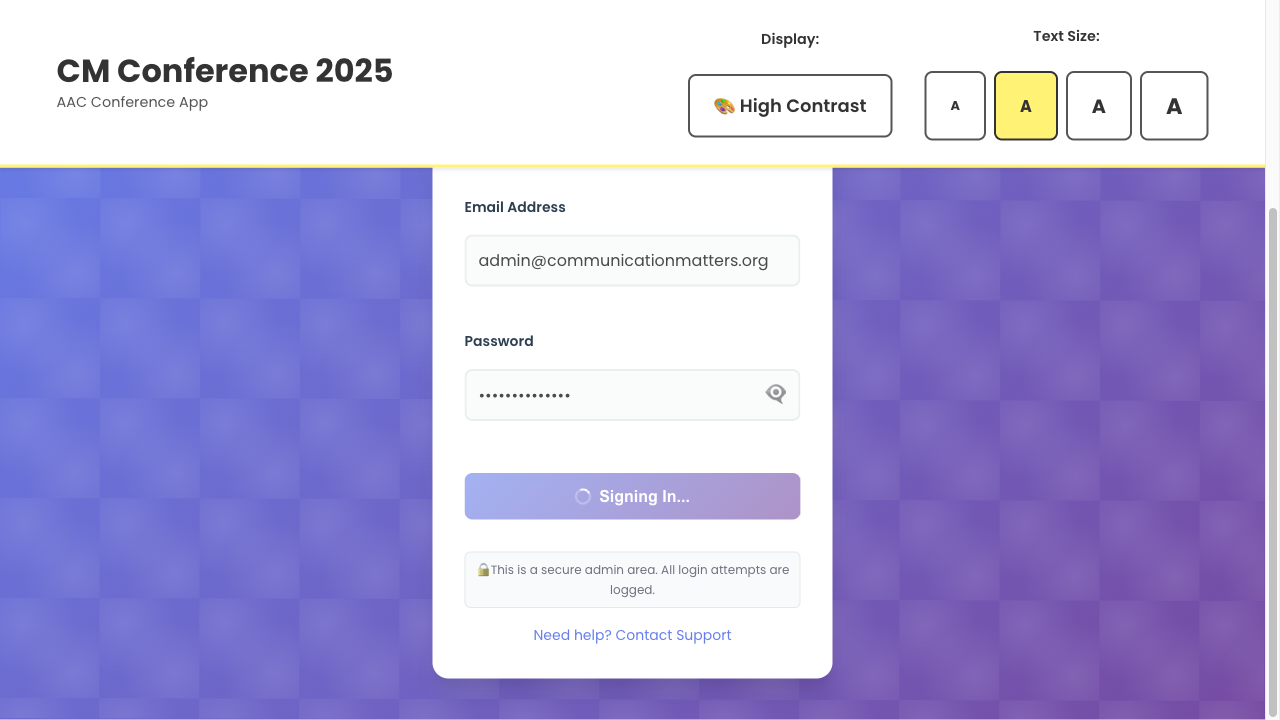 CM Conference 2025
AAC Conference App
Display:
🎨 High Contrast
Text Size:
A A A A
Email Address
admin@communicationmatters.org
Password
••••••••••••••
Signing In...
🔒This is a secure admin area. All login attempts are
logged.
Need help? Contact Support